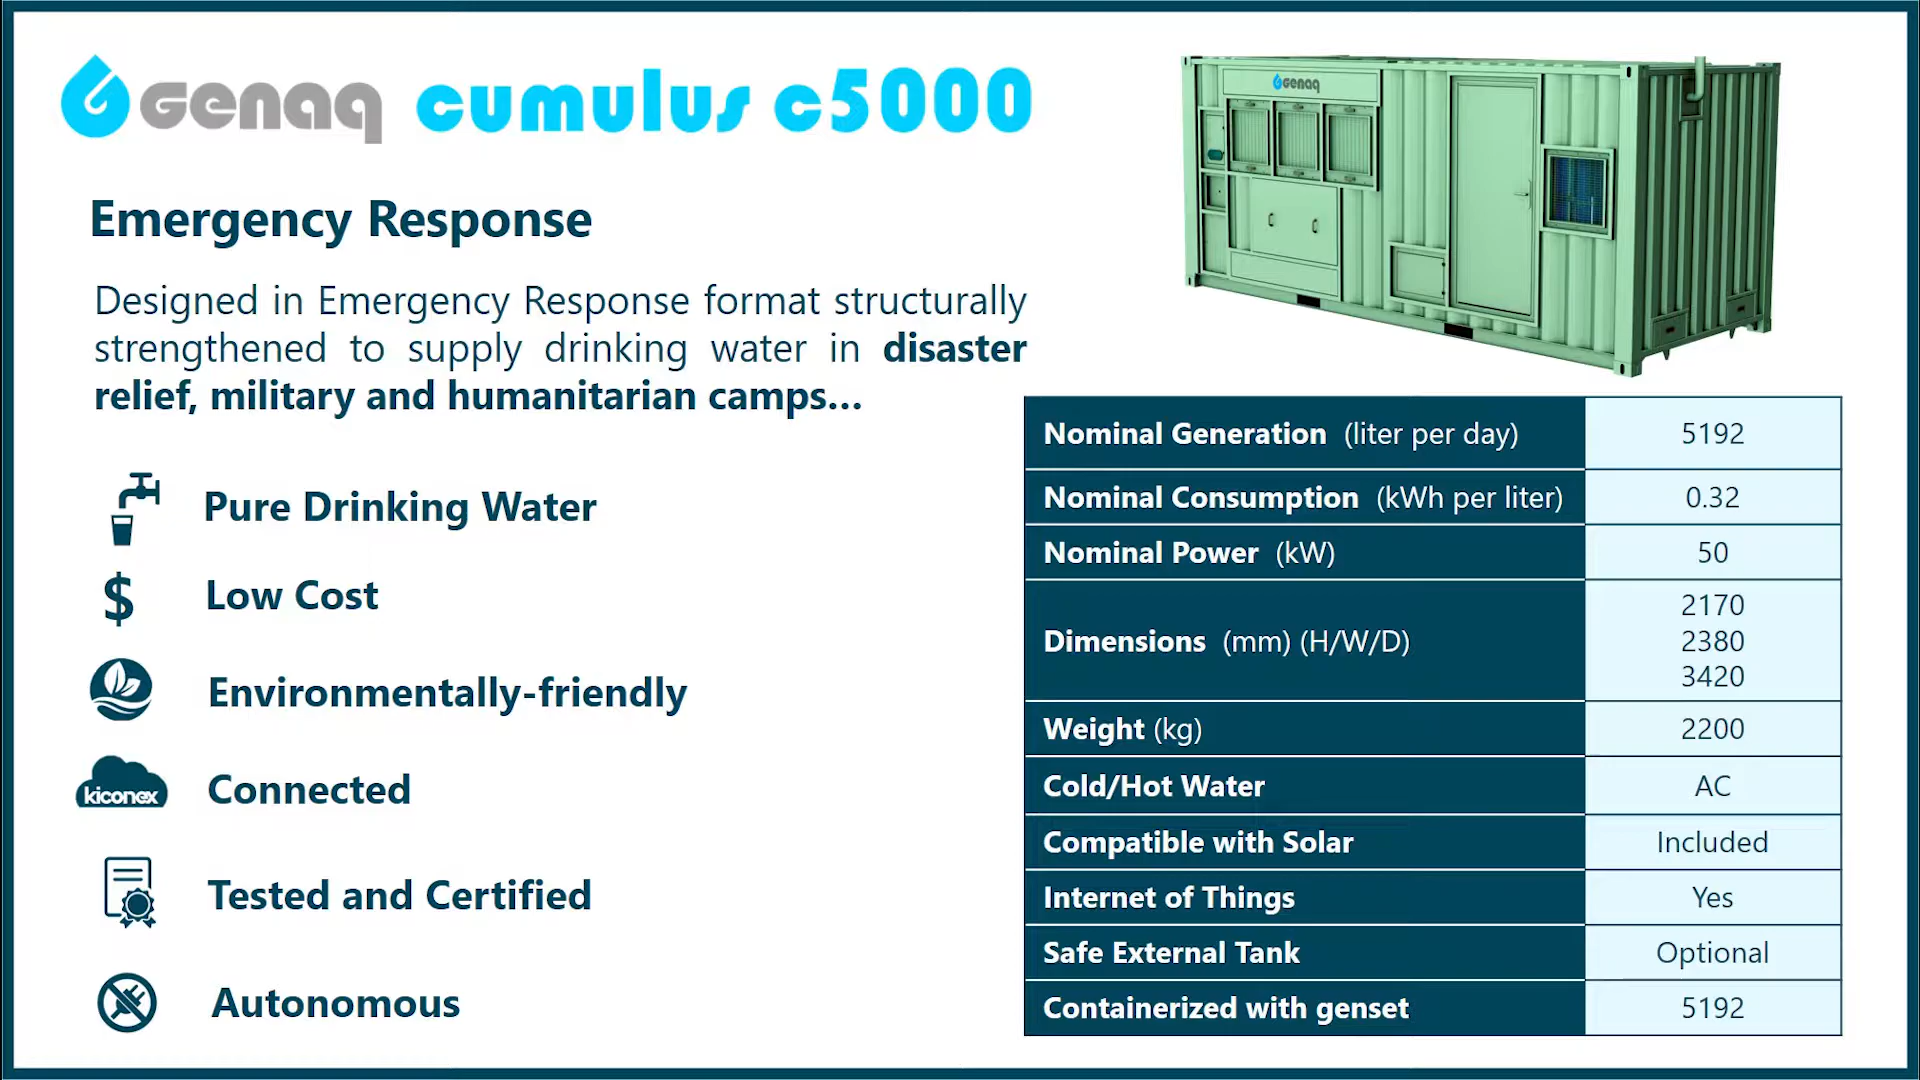 Genaq cumulus c5000
Genaq
Emergency Response
Designed in Emergency Response format structurally
strengthened to supply drinking water in disaster
relief, military and humanitarian camps...
Pure Drinking Water
$ Low Cost
Environmentally-friendly
kiconex Connected
Tested and Certified
Autonomous
Nominal Generation (liter per day) 5192
Nominal Consumption (kWh per liter) 0.32
Nominal Power (kW) 50
Dimensions (mm) (H/W/D) 2170
2380
3420
Weight (kg) 2200
Cold/Hot Water AC
Compatible with Solar Included
Internet of Things Yes
Safe External Tank Optional
Containerized with genset 5192